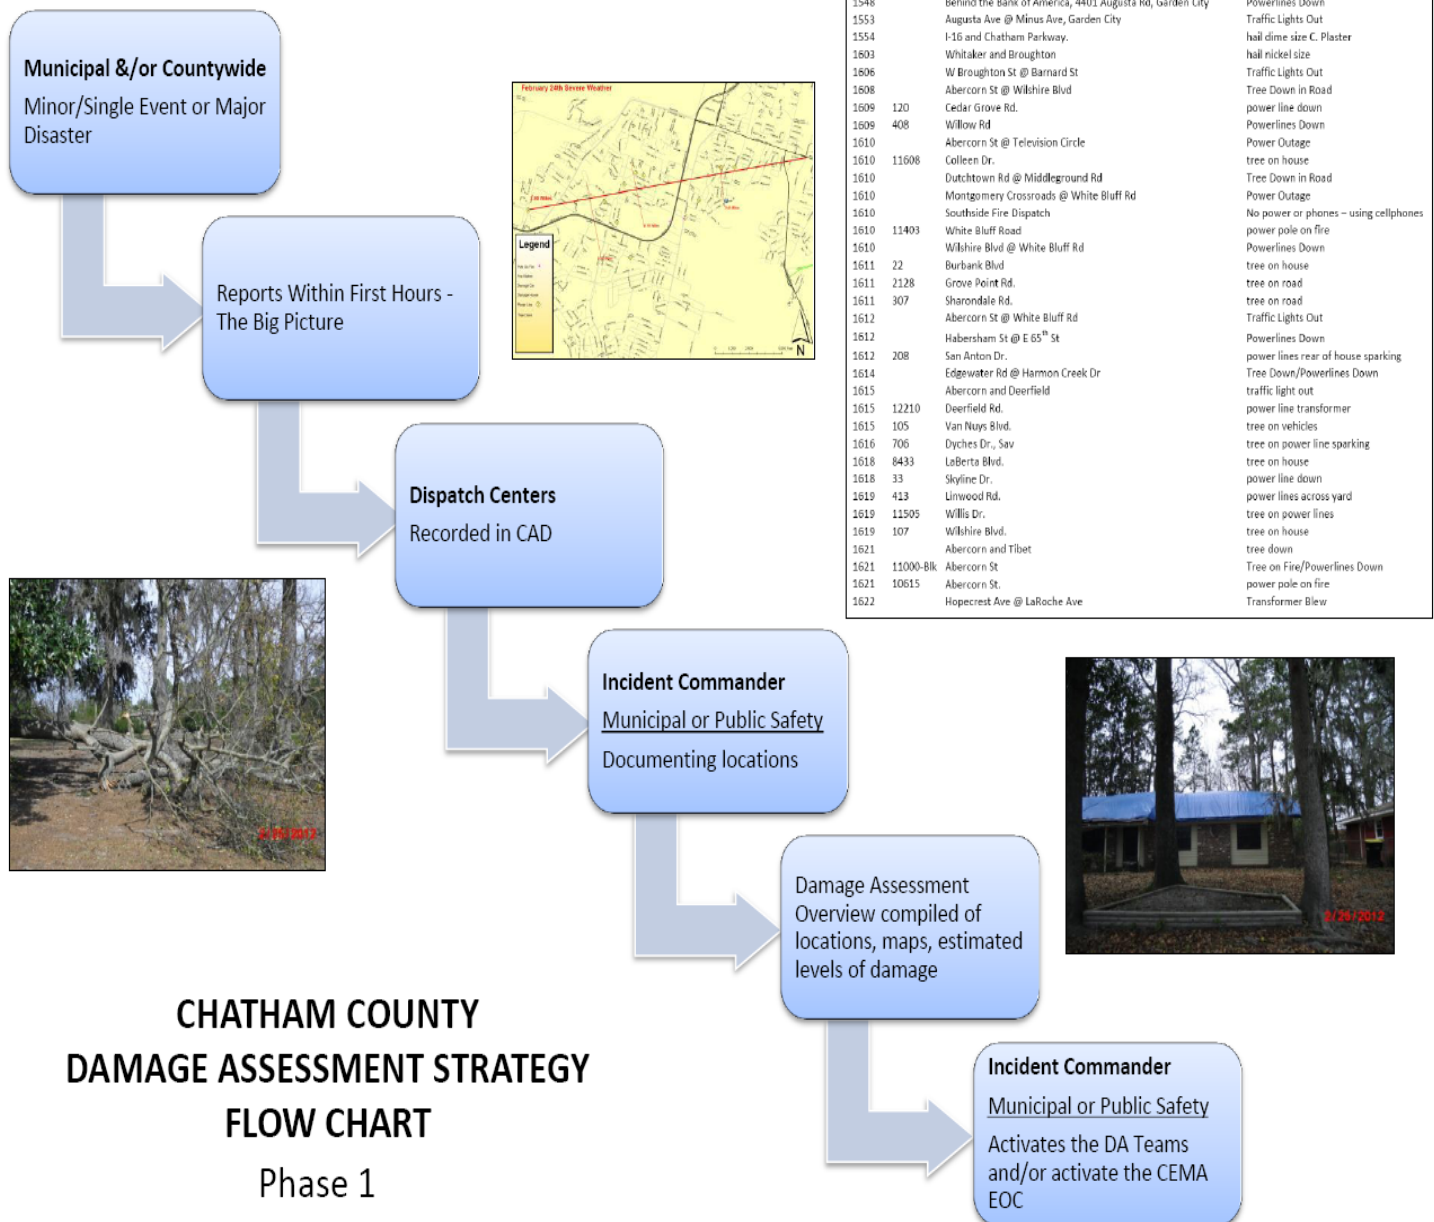 Municipal &/or Countywide
Minor/Single Event or Major
Disaster
Reports Within First Hours -
The Big Picture
Dispatch Centers
Recorded in CAD
Incident Commander
Municipal or Public Safety
Documenting locations
Damage Assessment
Overview compiled of
locations, maps, estimated
levels of damage
Incident Commander
Municipal or Public Safety
Activates the DA Teams
and/or activate the CEMA
EOC
February 24th Severe Weather
Legend
N
1548 Behind the Bank of America, 4401 Augusta Rd, Garden City Powerlines Down
1553 Augusta Ave @ Minus Ave, Garden City Traffic Lights Out
1554 I-16 and Chatham Parkway. hail dime size C. Plaster
1603 Whitaker and Broughton hail nickel size
1606 W Broughton St @ Barnard St Traffic Lights Out
1608 Abercorn St @ Wilshire Blvd Tree Down in Road
1609 120 Cedar Grove Rd. power line down
1609 408 Willow Rd Powerlines Down
1610 Abercorn St @ Television Circle Power Outage
1610 11608 Colleen Dr. tree on house
1610 Dutchtown Rd @ Middleground Rd Tree Down in Road
1610 Montgomery Crossroads @ White Bluff Rd Power Outage
1610 Southside Fire Dispatch No power or phones – using cellphones
1610 11403 White Bluff Road power pole on fire
1610 Wilshire Blvd @ White Bluff Rd Powerlines Down
1611 22 Burbank Blvd tree on house
1611 2128 Grove Point Rd. tree on road
1611 307 Sharondale Rd. tree on road
1612 Abercorn St @ White Bluff Rd Traffic Lights Out
1612 Habersham St @ E 65th St Powerlines Down
1612 208 San Anton Dr. power lines rear of house sparking
1614 Edgewater Rd @ Harmon Creek Dr Tree Down/Powerlines Down
1615 Abercorn and Deerfield traffic light out
1615 12210 Deerfield Rd. power line transformer
1615 105 Van Nuys Blvd. tree on vehicles
1616 706 Dyches Dr., Sav tree on power line sparking
1618 8433 LaBerta Blvd. tree on house
1618 33 Skyline Dr. power line down
1619 413 Linwood Rd. power lines across yard
1619 11505 Willis Dr. tree on power lines
1619 107 Wilshire Blvd. tree on house
1621 Abercorn and Tibet tree down
1621 11000-Blk Abercorn St Tree on Fire/Powerlines Down
1621 10615 Abercorn St. power pole on fire
1622 Hopecrest Ave @ LaRoche Ave Transformer Blew
2/25/2012
2/25/2012
CHATHAM COUNTY
DAMAGE ASSESSMENT STRATEGY
FLOW CHART
Phase 1